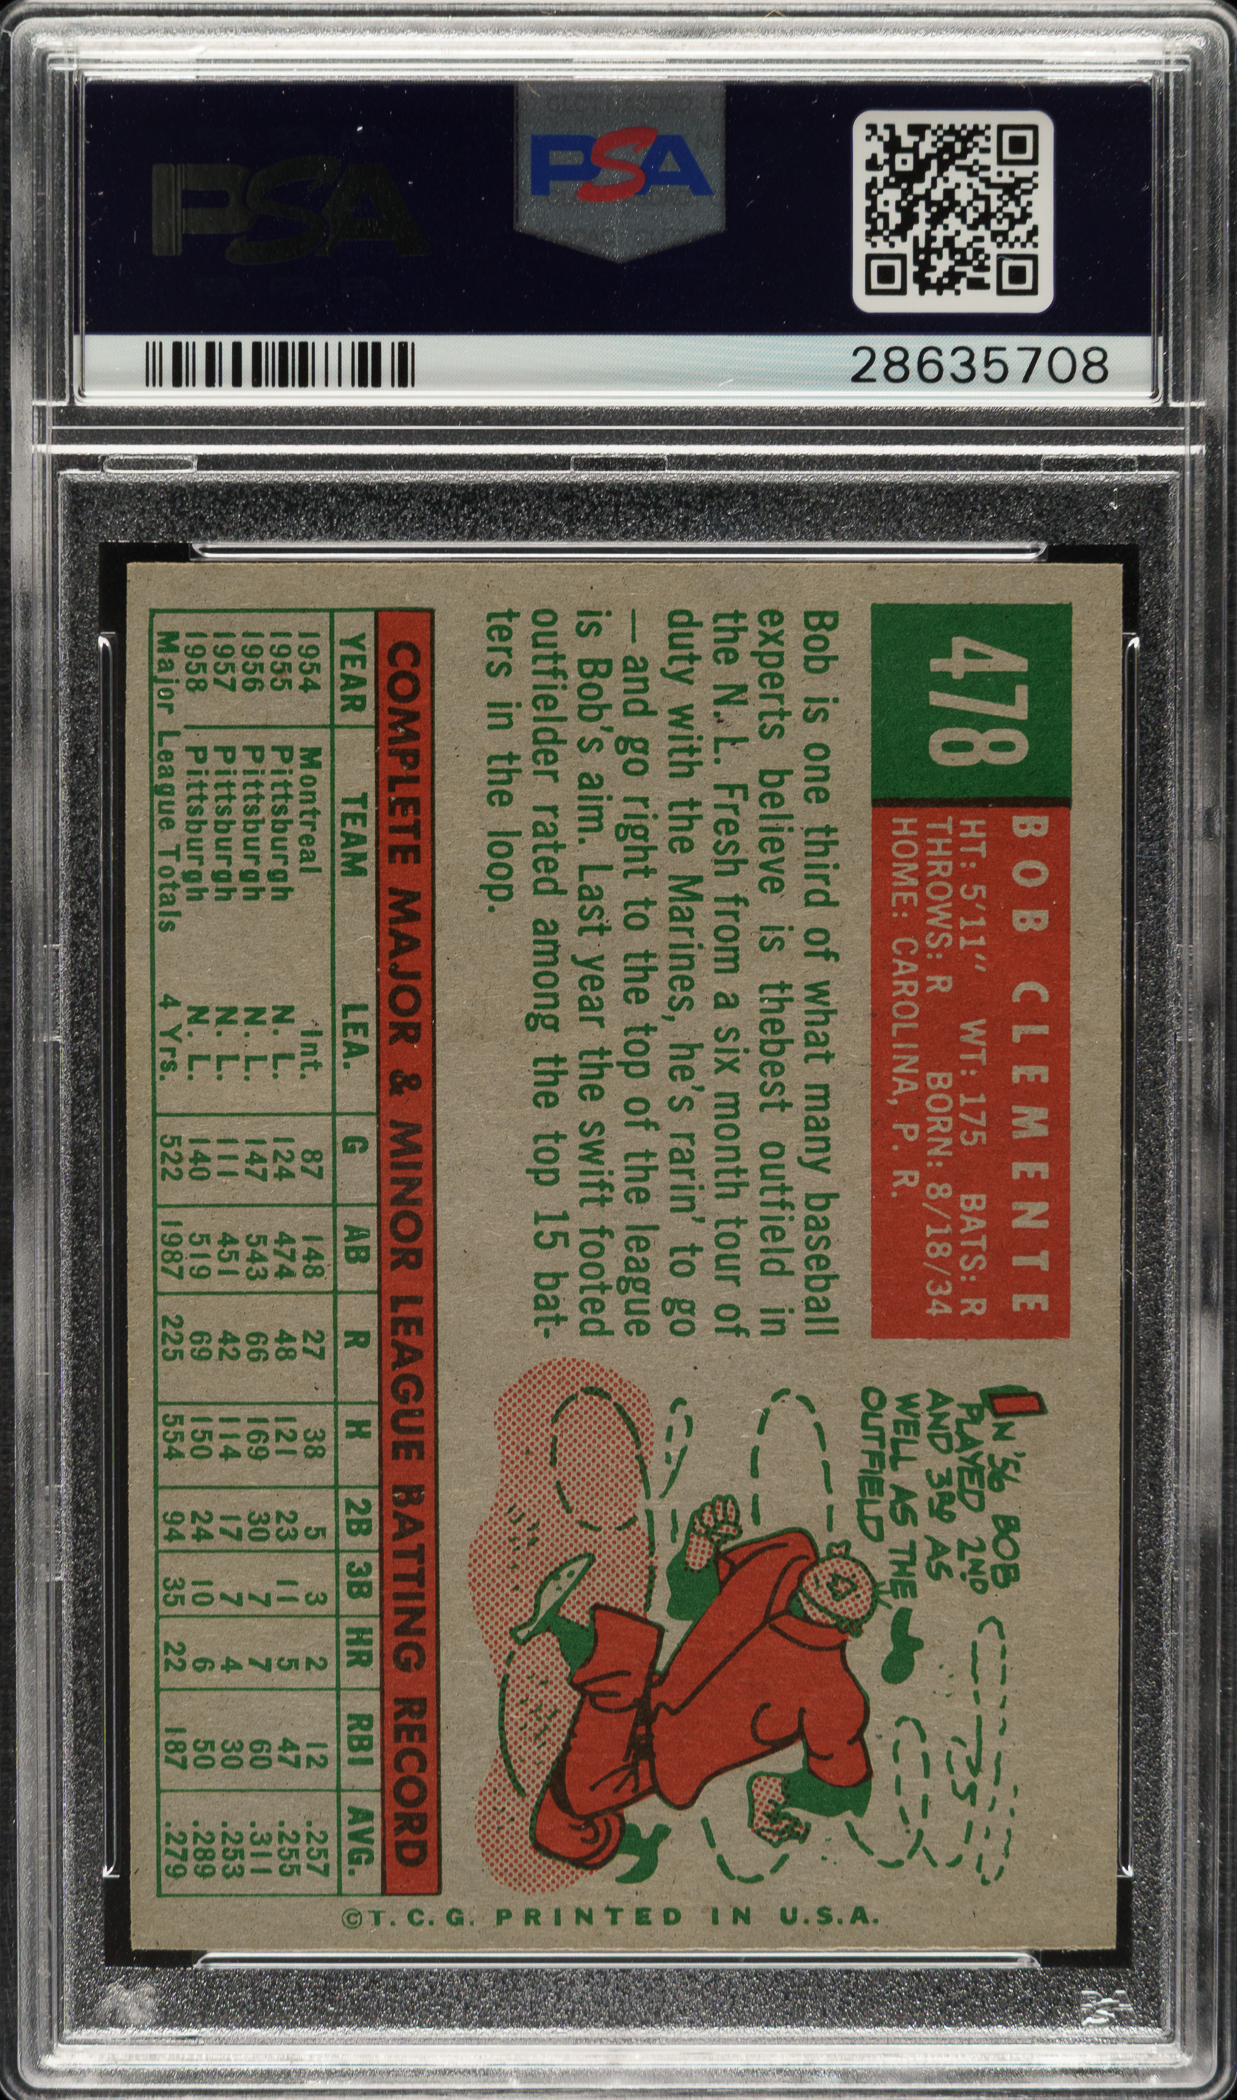 PSA
PSA
28635708
478
BOB CLEMENTE
HT: 5'11" WT: 175 BATS: R
THROWS: R BORN: 8/18/34
HOME: CAROLINA, P. R.
Bob is one third of what many baseball
experts believe is thebest outfield in
the N. L. Fresh from a six month tour of
duty with the Marines, he's rarin' to go
—and go right to the top of the league
is Bob's aim. Last year the swift footed
outfielder rated among the top 15 bat-
ters in the loop.
IN '56 BOB
PLAYED 2ND
AND 3RD AS
WELL AS THE
OUTFIELD
COMPLETE MAJOR & MINOR LEAGUE BATTING RECORD
YEAR TEAM LEA. G AB R H 2B 3B HR RBI AVG.
1954 Montreal Int. 87 148 27 38 5 3 2 12 .257
1955 Pittsburgh N. L. 124 474 48 121 23 11 5 47 .255
1956 Pittsburgh N. L. 147 543 66 169 30 7 7 60 .311
1957 Pittsburgh N. L. 111 451 42 114 17 7 4 30 .253
1958 Pittsburgh N. L. 140 519 69 150 24 10 6 50 .289
Major League Totals 4 Yrs. 522 1987 225 554 94 35 22 187 .279
©T. C. G. PRINTED IN U.S.A.